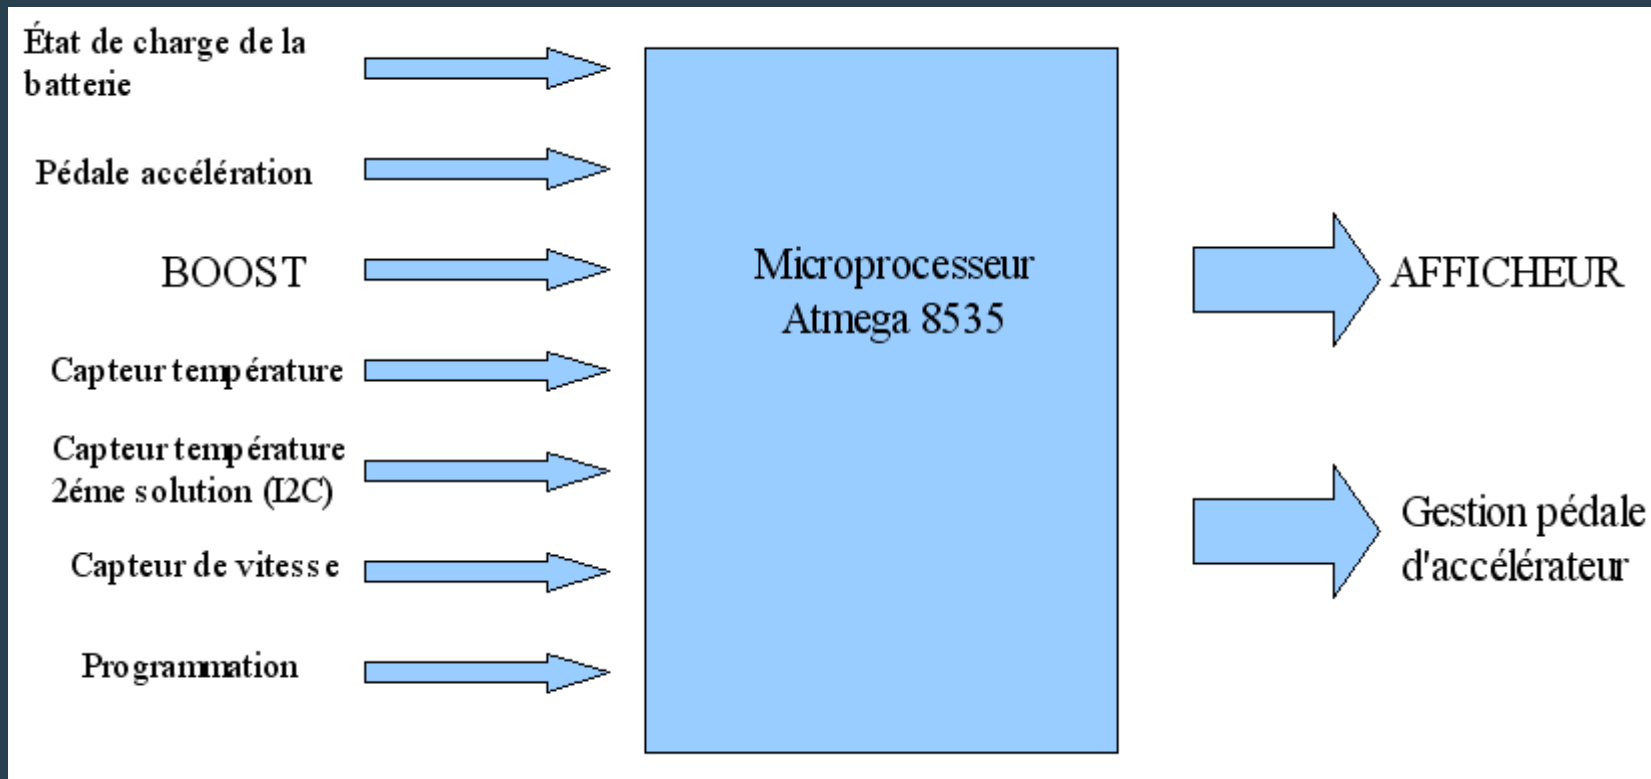 État de charge de la
batterie
Pédale accélération
BOOST
Capteur température
Capteur température
2éme solution (I2C)
Capteur de vitesse
Programmation
Microprocesseur
Atmega 8535
AFFICHEUR
Gestion pédale
d'accélérateur